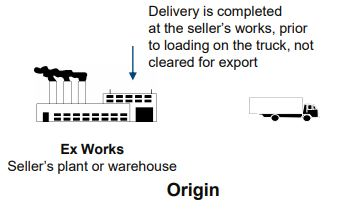 Delivery is completed
at the seller's works, prior
to loading on the truck, not
cleared for export
Ex Works
Seller's plant or warehouse
Origin